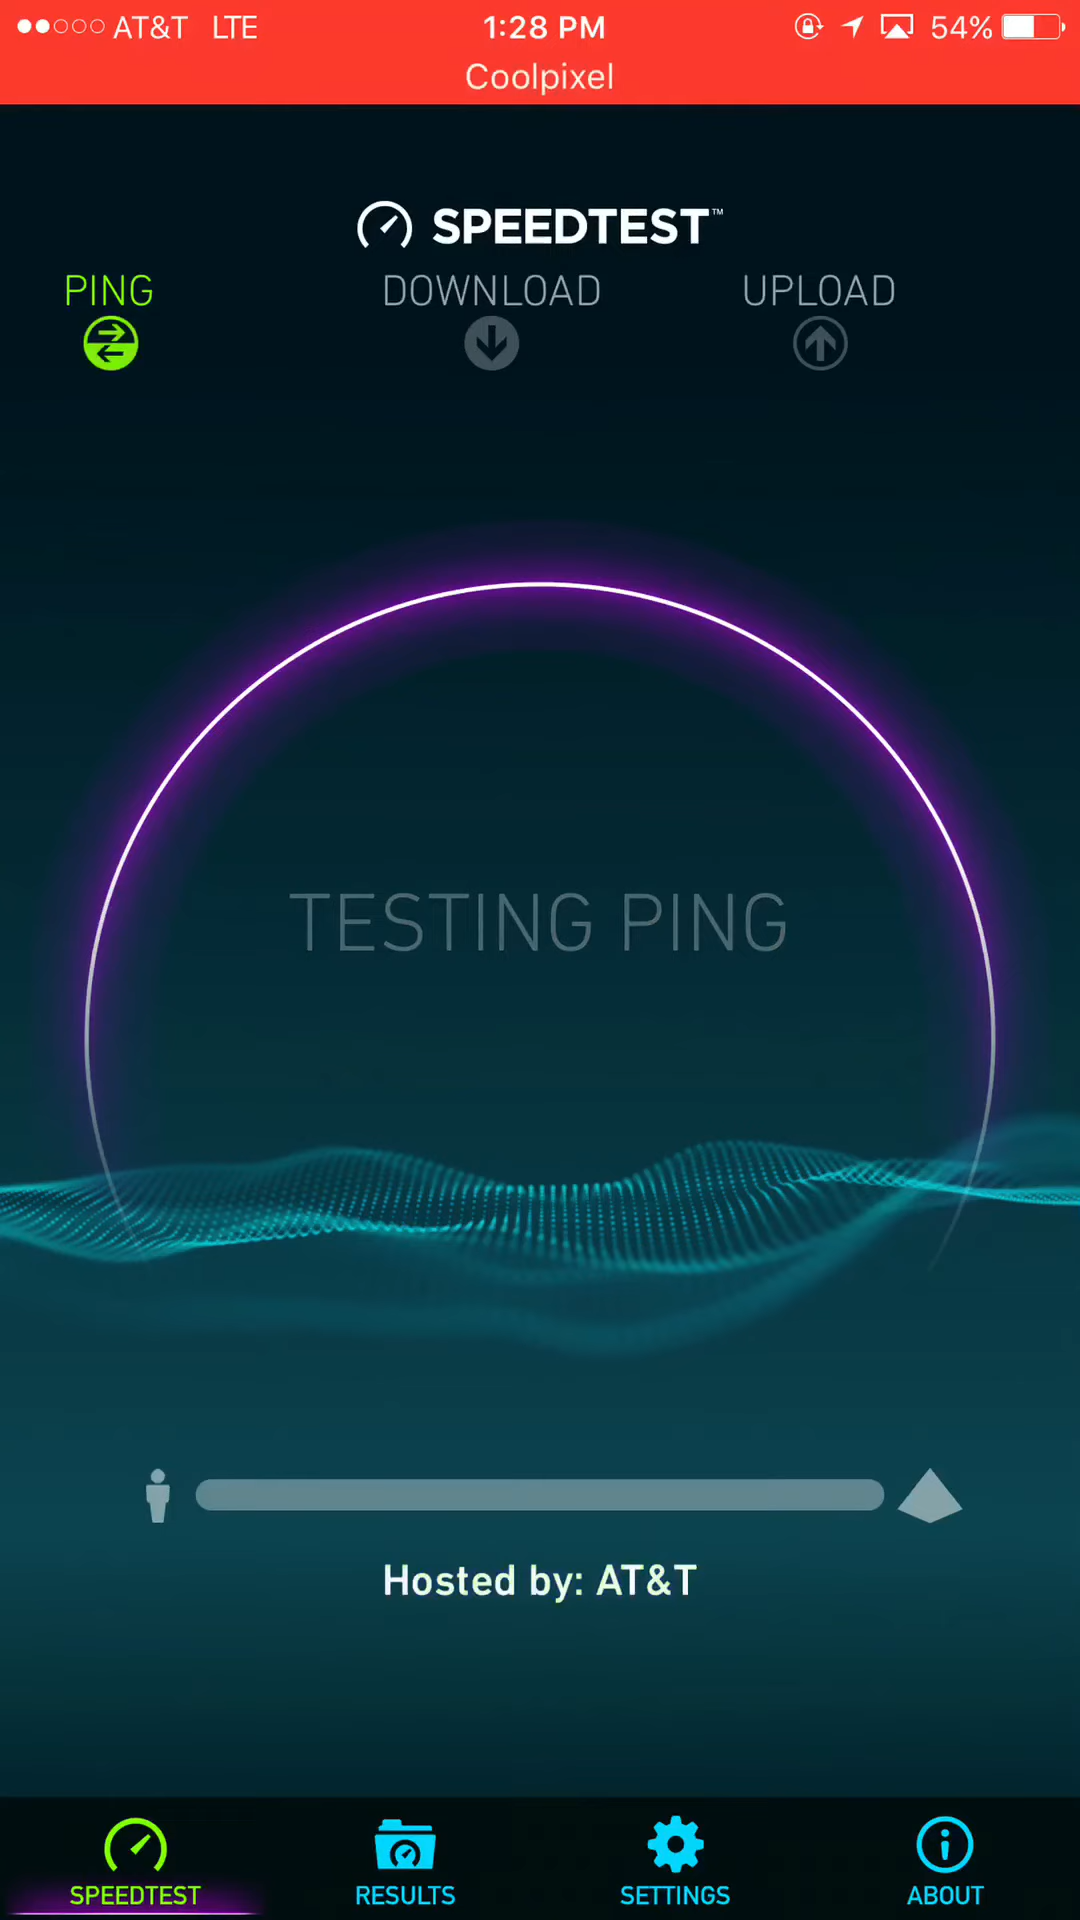 AT&T LTE 1:28 PM 54%
Coolpixel
SPEEDTEST™
PING DOWNLOAD UPLOAD
TESTING PING
Hosted by: AT&T
SPEEDTEST RESULTS SETTINGS ABOUT